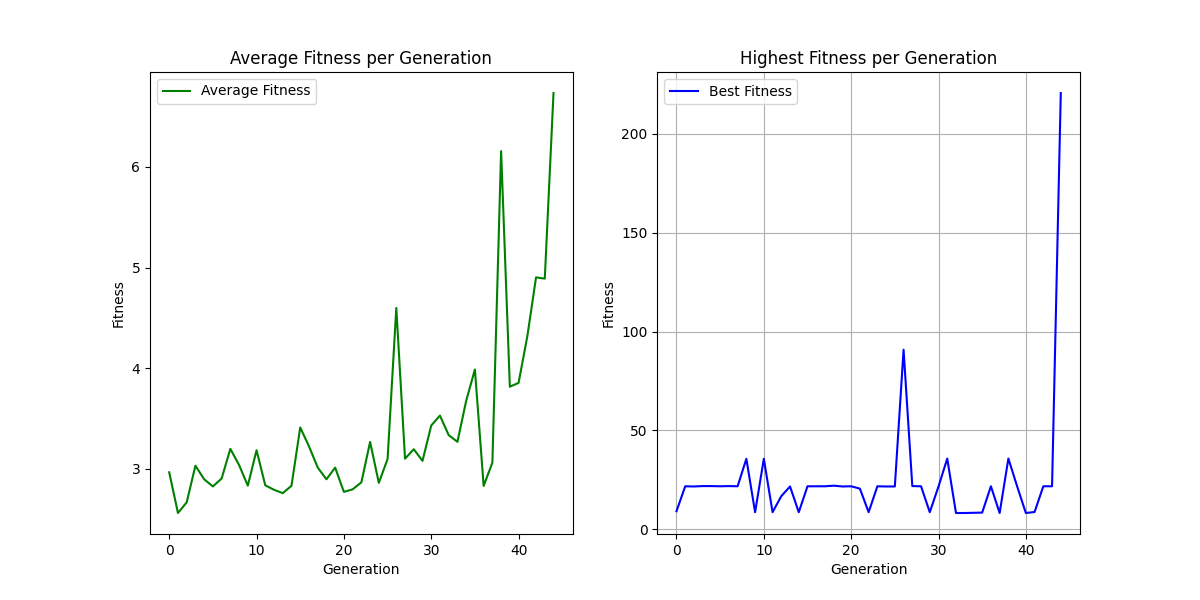 Average Fitness per Generation
Average Fitness
6
5
4
3
Fitness
0 10 20 30 40
Generation
Highest Fitness per Generation
Best Fitness
200
150
100
50
0
Fitness
0 10 20 30 40
Generation